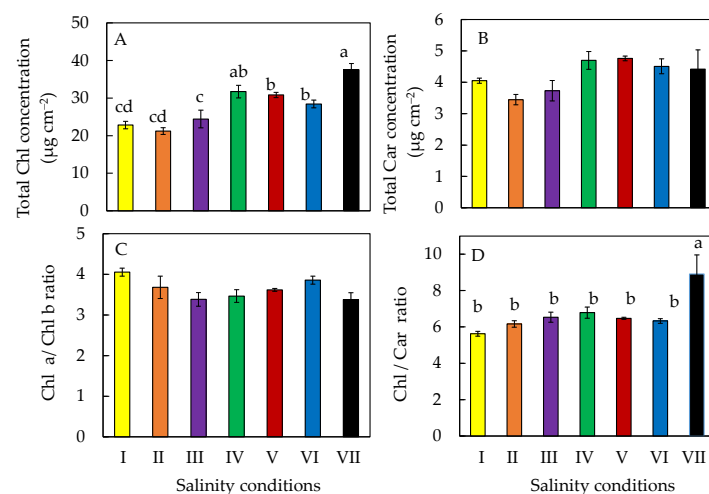 A
Total Chl concentration
(µg cm−2)
50
40
30
20
10
0
cd
cd
c
ab
b
b
a
B
Total Car concentration
(µg cm−2)
6
5
4
3
2
1
0
C
Chl a/ Chl b ratio
5
4
3
2
1
0
I II III IV V VI VII
Salinity conditions
D
Chl / Car ratio
10
8
6
4
2
0
b b b b b b a
I II III IV V VI VII
Salinity conditions